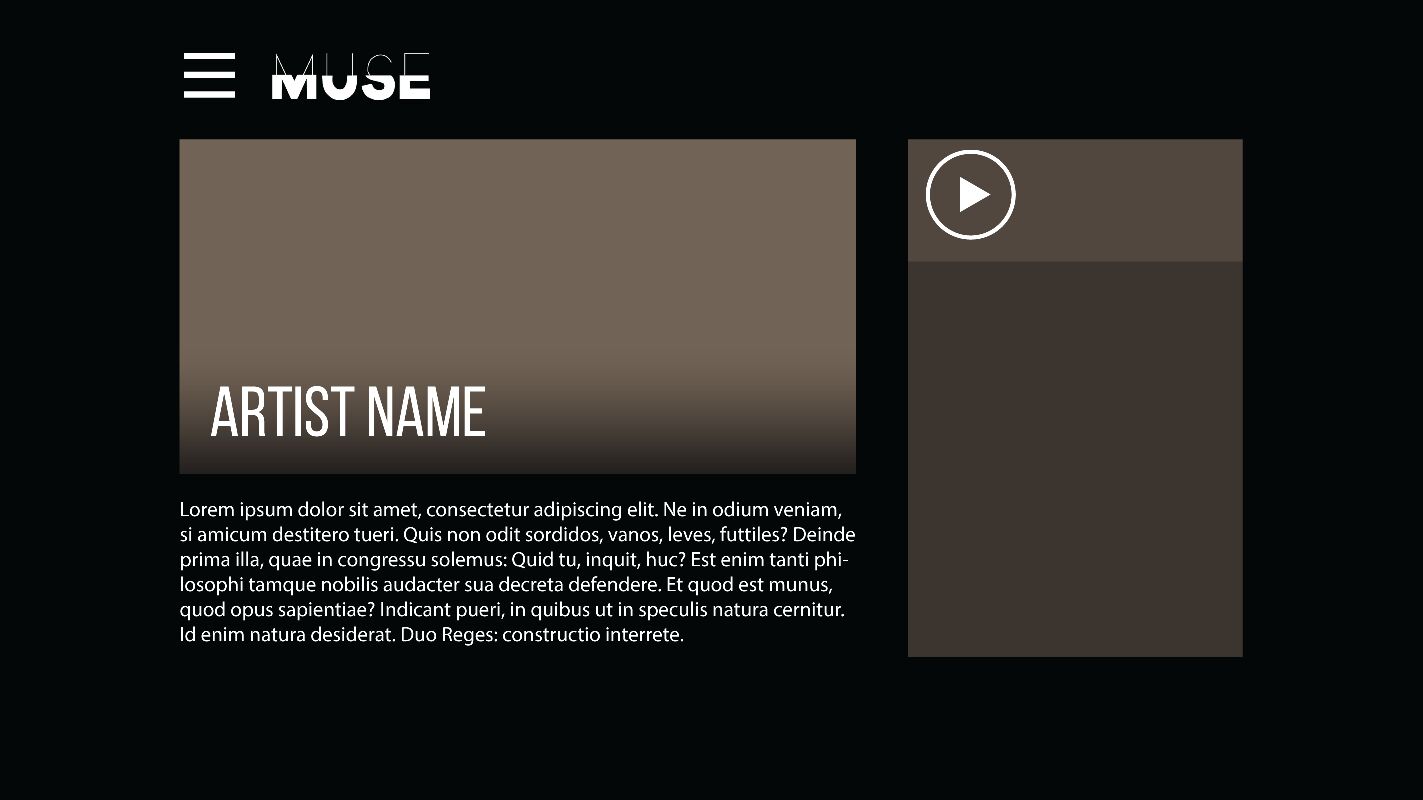 MUSE
ARTIST NAME
Lorem ipsum dolor sit amet, consectetur adipiscing elit. Ne in odium veniam,
si amicum destitero tueri. Quis non odit sordidos, vanos, leves, futtiles? Deinde
prima illa, quae in congressu solemus: Quid tu, inquit, huc? Est enim tanti phi-
losophi tamque nobilis audacter sua decreta defendere. Et quod est munus,
quod opus sapientiae? Indicant pueri, in quibus ut in speculis natura cernitur.
Id enim natura desiderat. Duo Reges: constructio interrete.